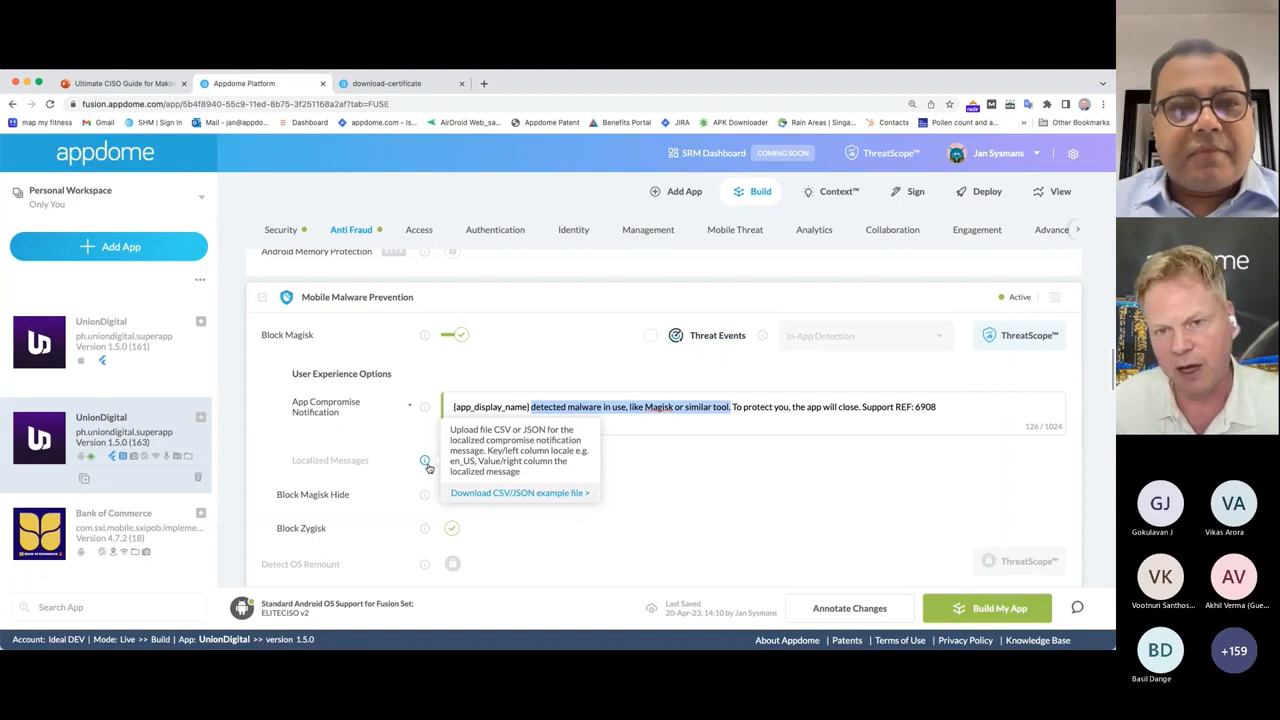 Ultimate CISO Guide for Makin
Appdome Platform
download-certificate
fusion.appdome.com/app/5b4f8940-55c9-11ed-8b75-3f251168a2af?tab=FUSE
map my fitness
Gmail
SHM | Sign In
Mail - jan@appdo...
Dashboard
appdome.com - Is...
AirDroid Web_sa...
Appdome Patent
Benefits Portal
JIRA
APK Downloader
Rain Areas | Singa...
Contacts
Pollen count and a...
Other Bookmarks
appdome
SRM Dashboard
COMING SOON
ThreatScope™
Jan Sysmans
Personal Workspace
Only You
Add App
Build
Context™
Sign
Deploy
View
Security
Anti Fraud
Access
Authentication
Identity
Management
Mobile Threat
Analytics
Collaboration
Engagement
Advance
Add App
Android Memory Protection
BETA
Mobile Malware Prevention
Active
UnionDigital
ph.uniondigital.superapp
Version 1.5.0 (161)
Block Magisk
Threat Events
In-App Detection
ThreatScope™
User Experience Options
App Compromise
Notification
{app_display_name} detected malware in use, like Magisk or similar tool. To protect you, the app will close. Support REF: 6908
126 / 1024
UnionDigital
ph.uniondigital.superapp
Version 1.5.0 (163)
Localized Messages
Upload file CSV or JSON for the
localized compromise notification
message. Key/left column locale e.g.
en_US, Value/right column the
localized message
Download CSV/JSON example file >
Block Magisk Hide
Block Zygisk
Bank of Commerce
com.sxi.mobile.sxipob.impleme...
Version 4.7.2 (18)
Detect OS Remount
ThreatScope™
Search App
Standard Android OS Support for Fusion Set:
ELITECISO v2
Last Saved
20-Apr-23, 14:10 by Jan Sysmans
Annotate Changes
Build My App
Account: Ideal DEV | Mode: Live >> Build | App: UnionDigital >> version 1.5.0
About Appdome | Patents | Terms of Use | Privacy Policy | Knowledge Base
GJ
Gokulavan J
VA
Vikas Arora
VK
Vootnuri Santhos...
AV
Akhil Verma (Gue...
BD
Basil Dange
+159